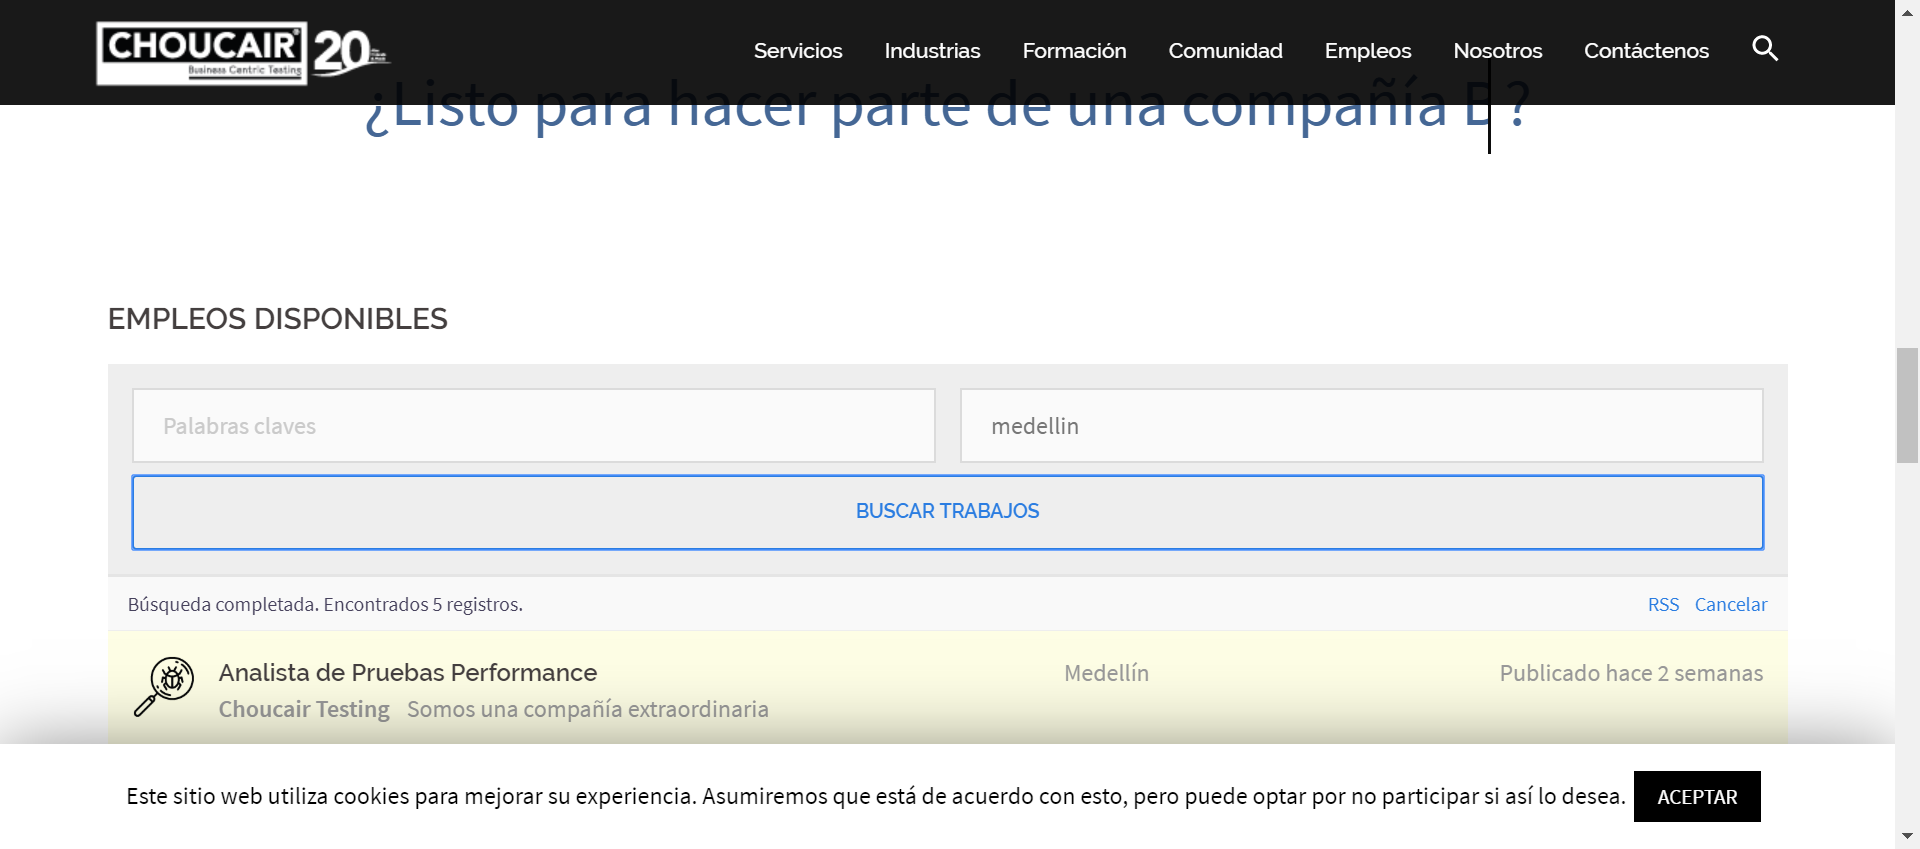 CHOUCAIR
Business Centric Testing
20
Servicios Industrias Formación Comunidad Empleos Nosotros Contáctenos
¿Listo para hacer parte de una compañía B ?
EMPLEOS DISPONIBLES
Palabras claves
medellin
BUSCAR TRABAJOS
Búsqueda completada. Encontrados 5 registros.
RSS Cancelar
Analista de Pruebas Performance
Medellín
Publicado hace 2 semanas
Choucair Testing Somos una compañía extraordinaria
Este sitio web utiliza cookies para mejorar su experiencia. Asumiremos que está de acuerdo con esto, pero puede optar por no participar si así lo desea.
ACEPTAR